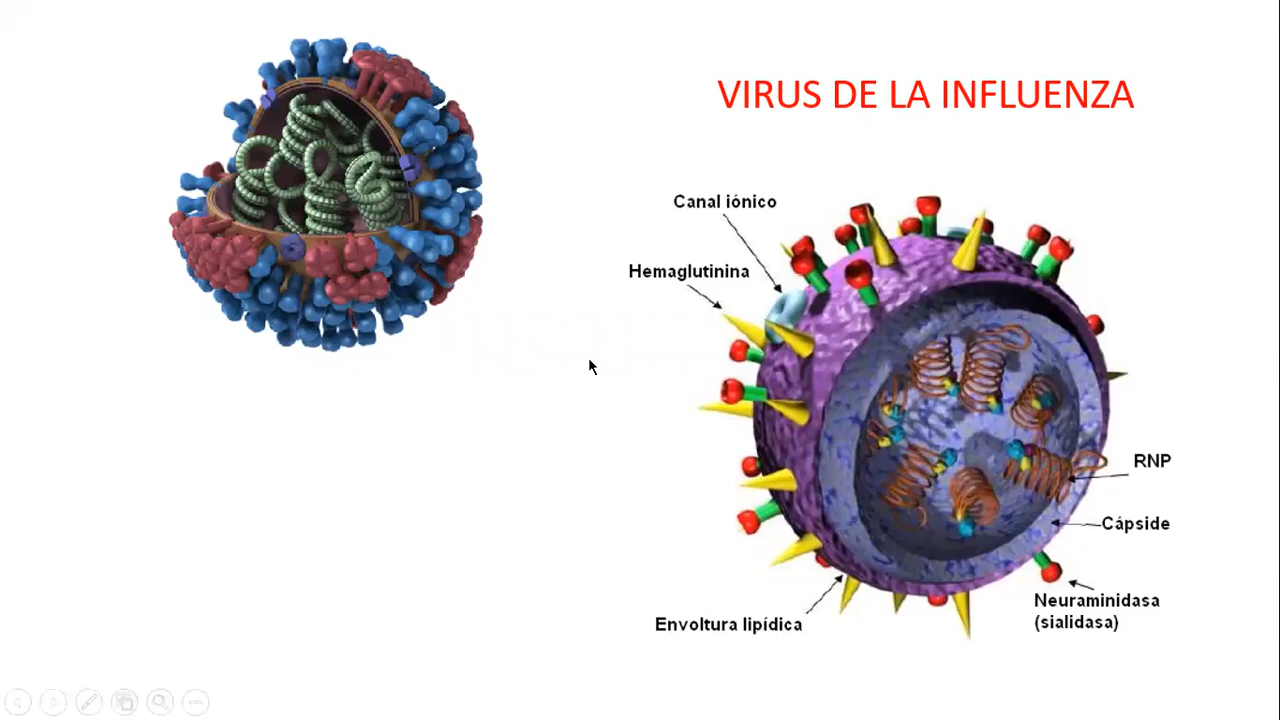 VIRUS DE LA INFLUENZA
Canal iónico
Hemaglutinina
RNP
Cápside
Neuraminidasa
(sialidasa)
Envoltura lipídica